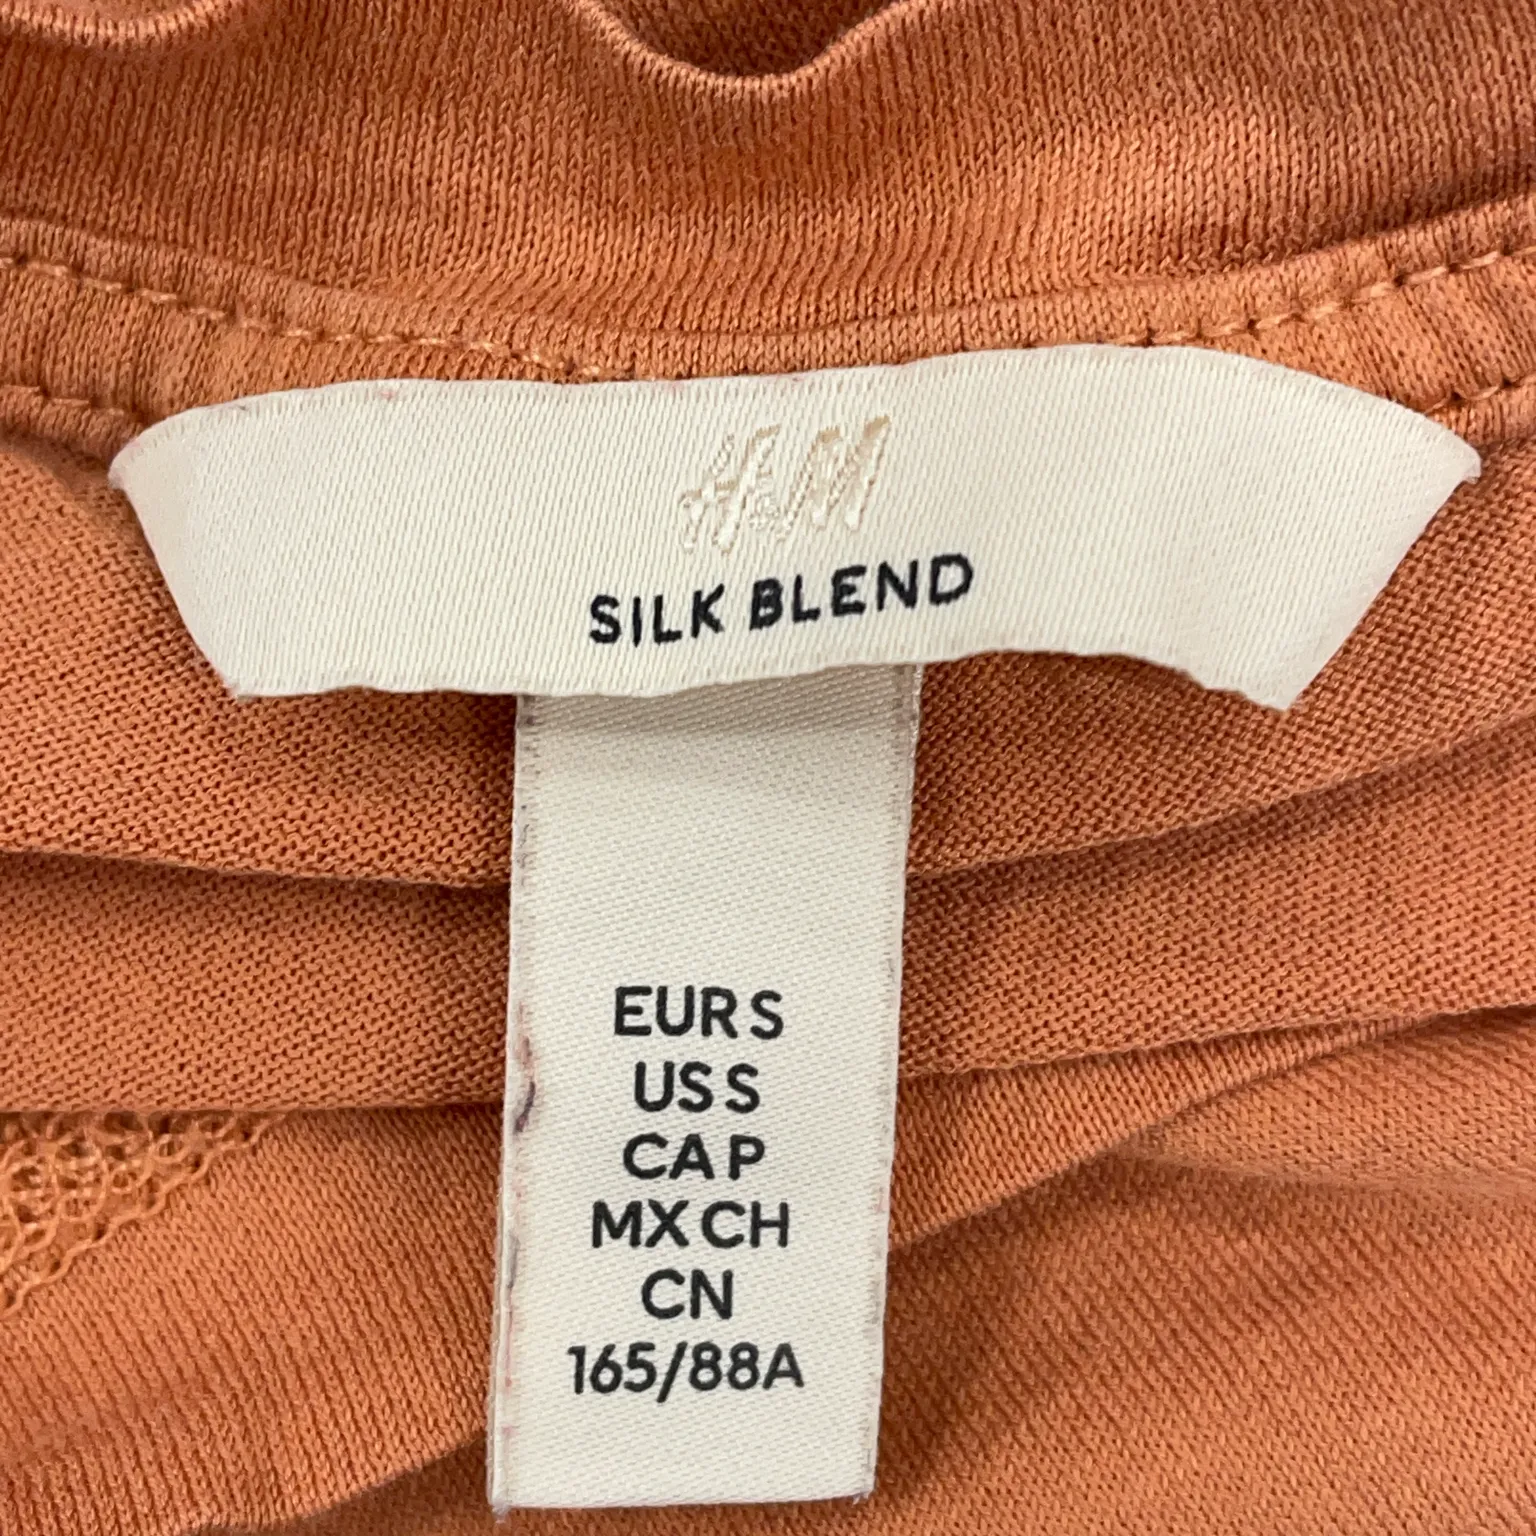 H&M
SILK BLEND
EUR S
US S
CA P
MX CH
CN
165/88A